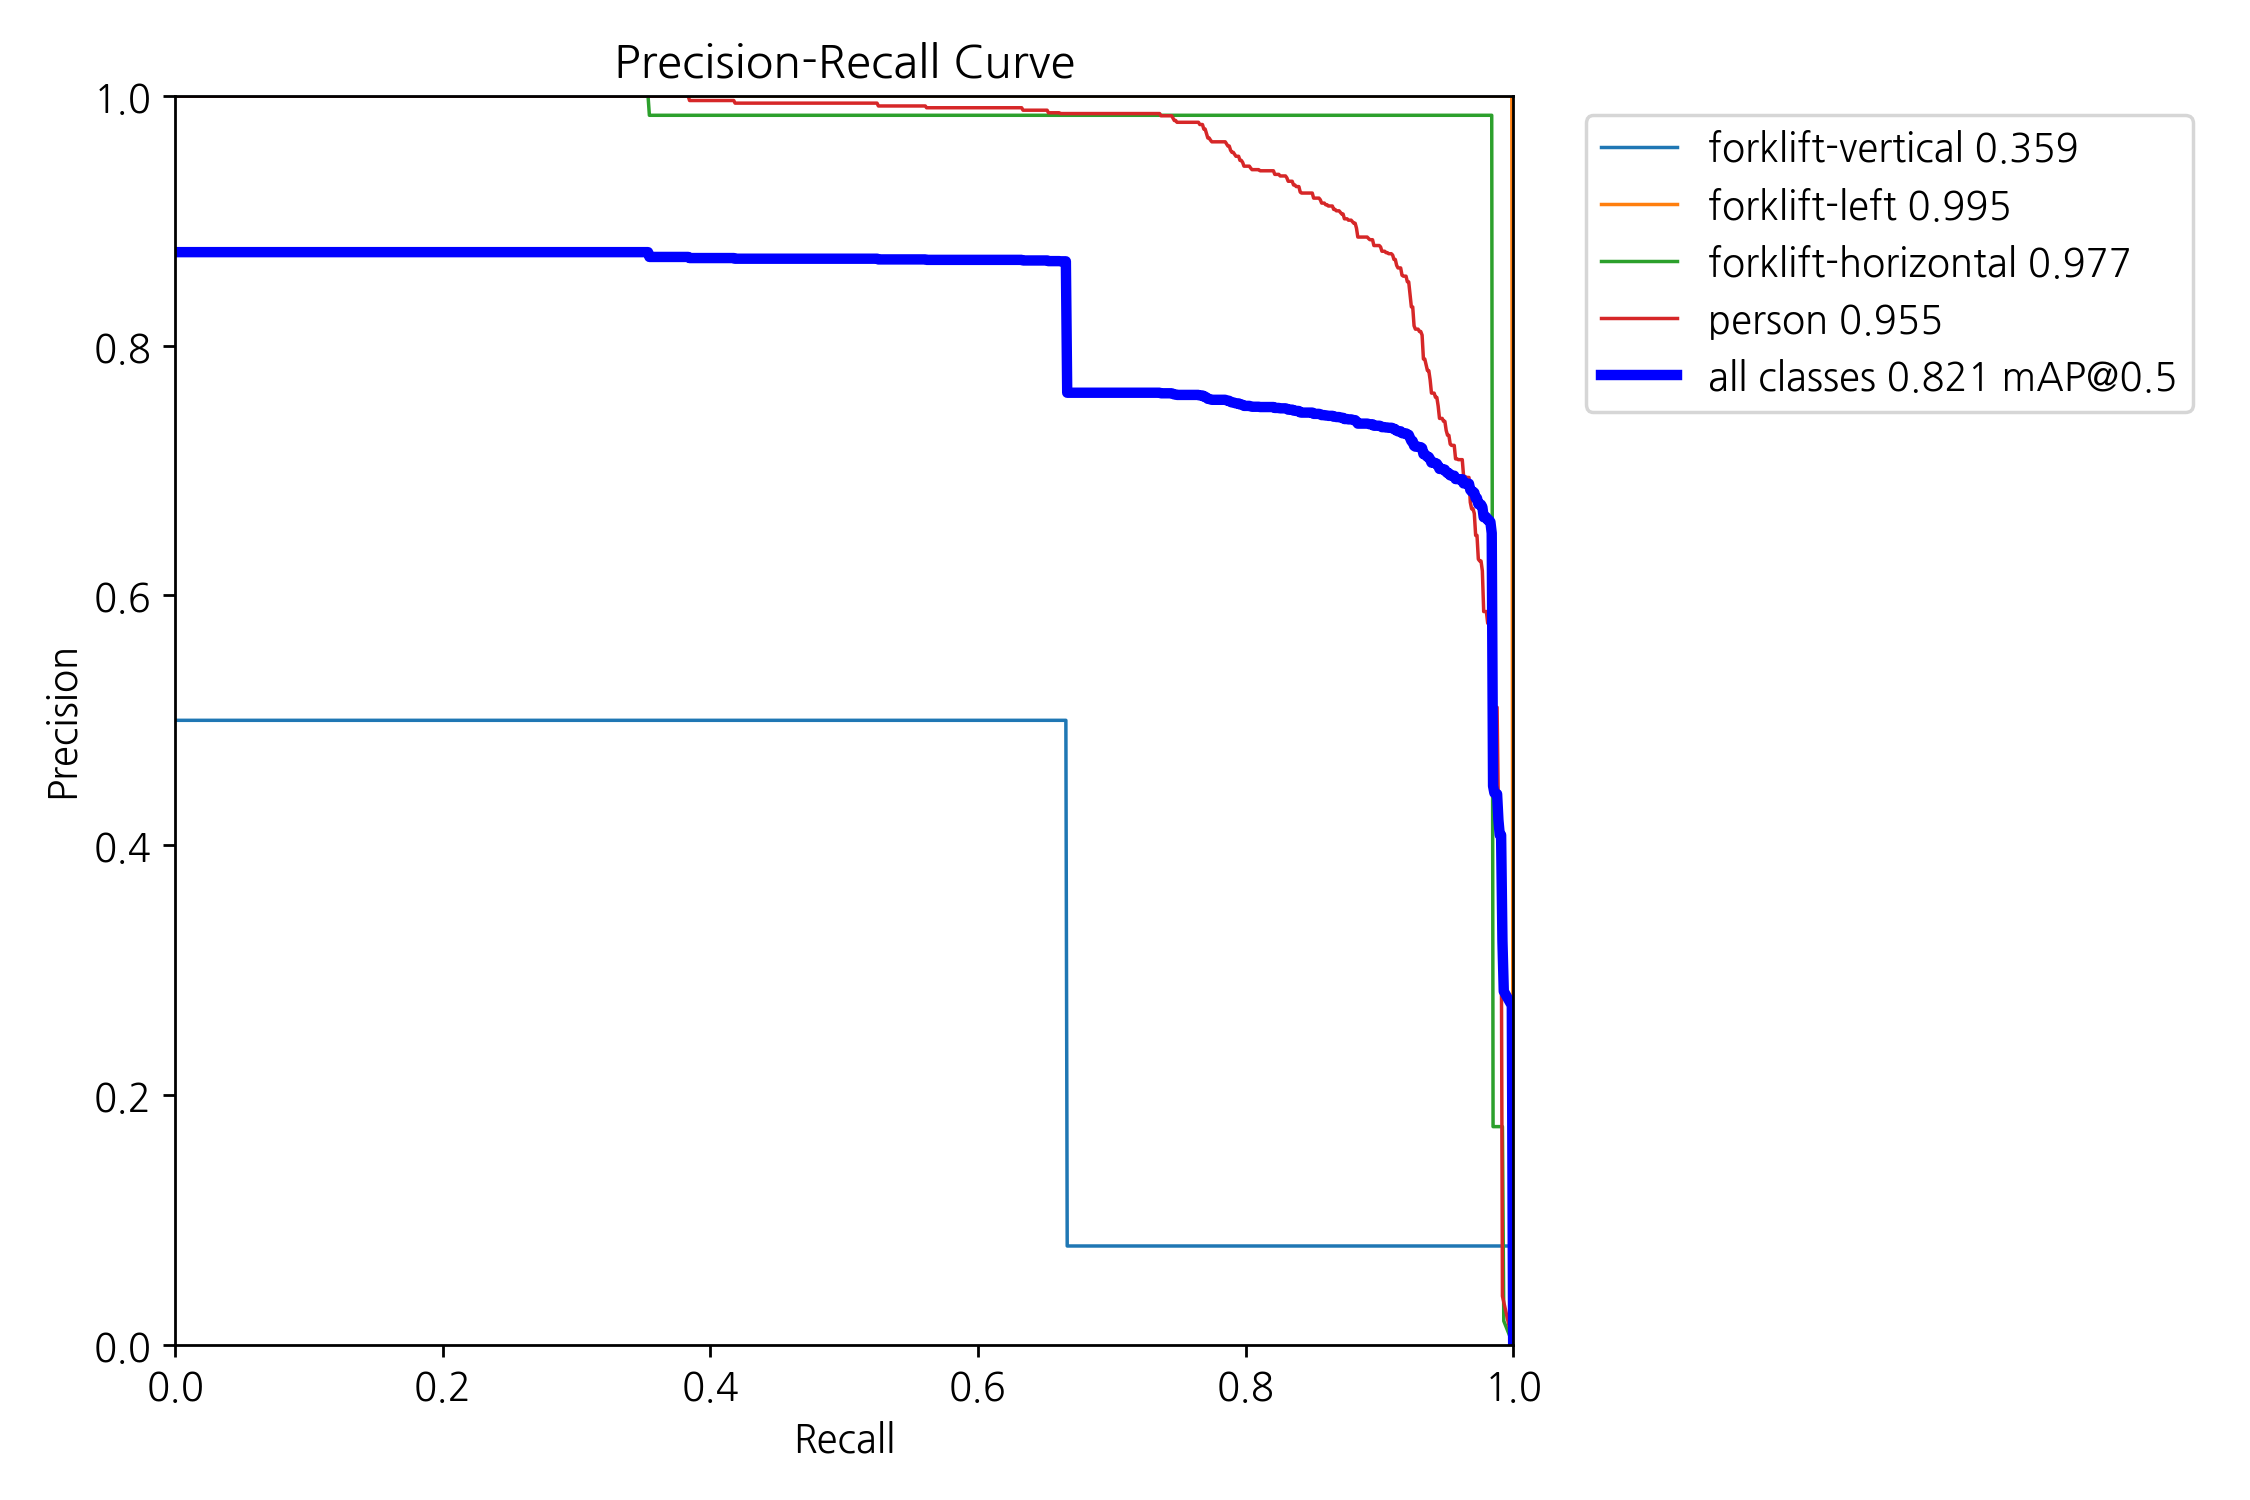 Precision-Recall Curve
1.0
0.8
0.6
0.4
0.2
0.0
Precision
0.0 0.2 0.4 0.6 0.8 1.0
Recall
forklift-vertical 0.359
forklift-left 0.995
forklift-horizontal 0.977
person 0.955
all classes 0.821 mAP@0.5